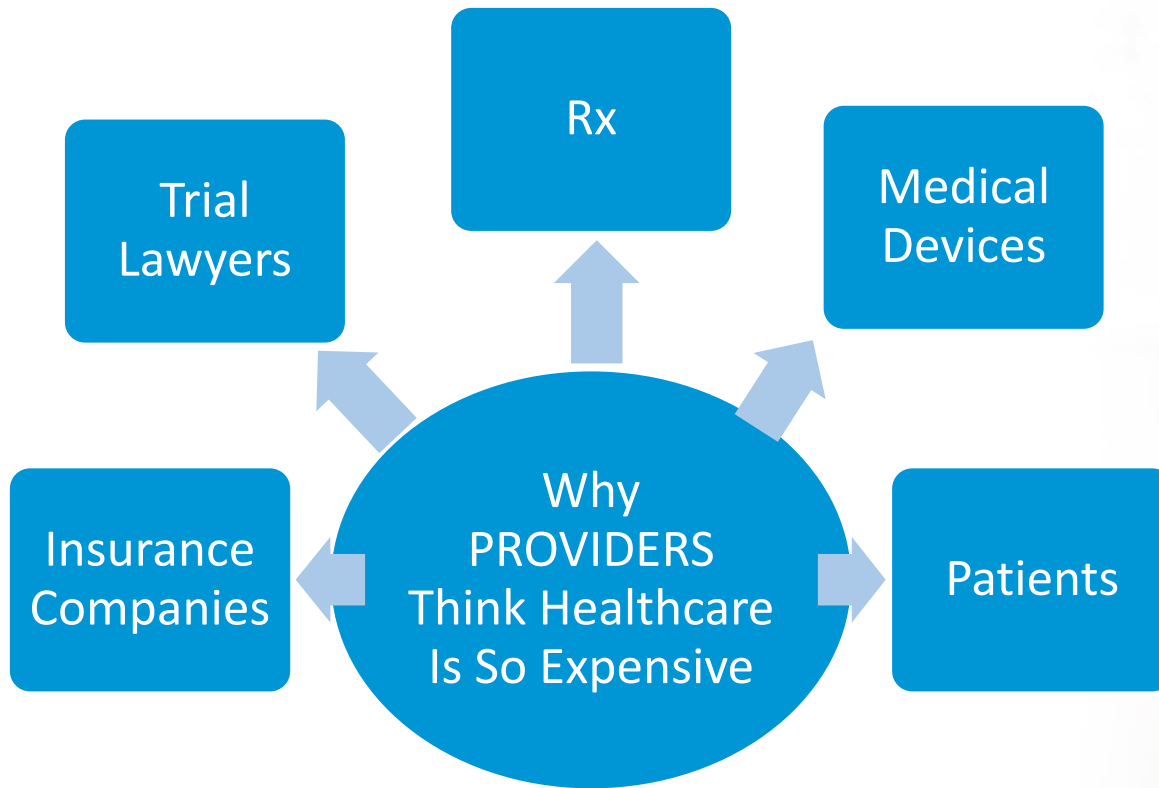 Rx
Trial
Lawyers
Medical
Devices
Insurance
Companies
Why
PROVIDERS
Think Healthcare
Is So Expensive
Patients